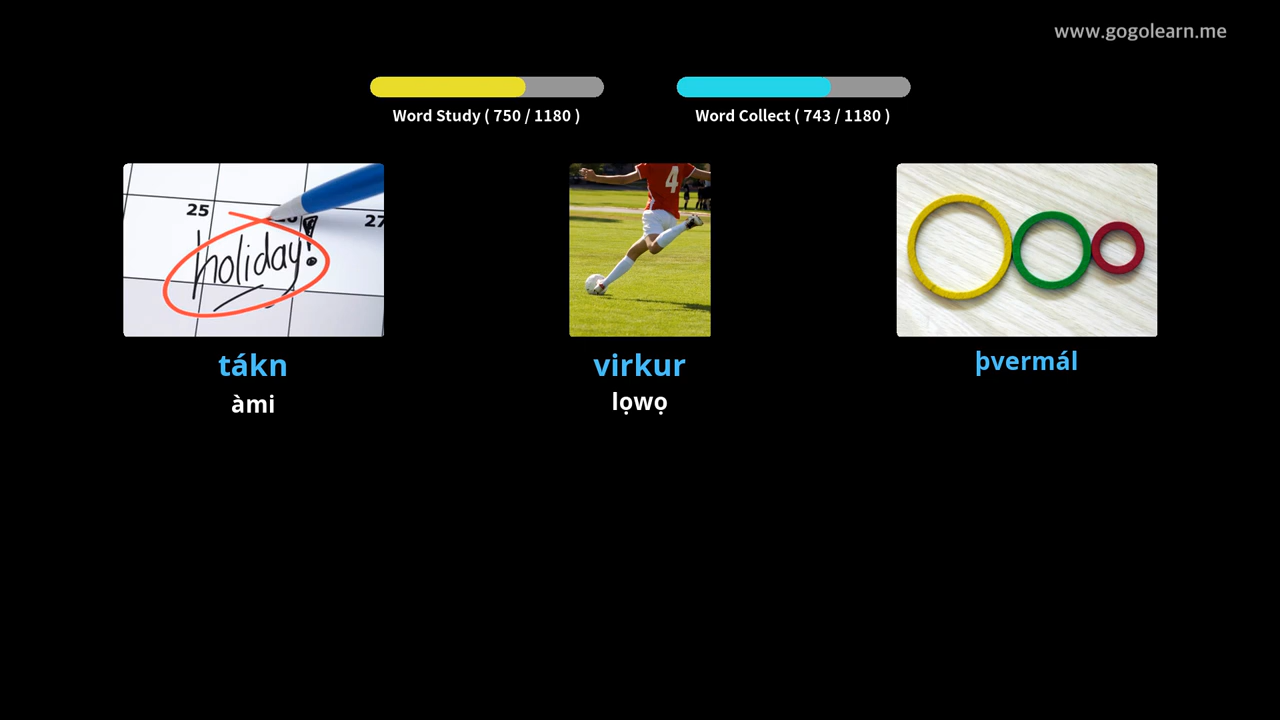 www.gogolearn.me
Word Study ( 750 / 1180 )
Word Collect ( 743 / 1180 )
25
27
holiday!
4
tákn
virkur
þvermál
àmi
lọwọ